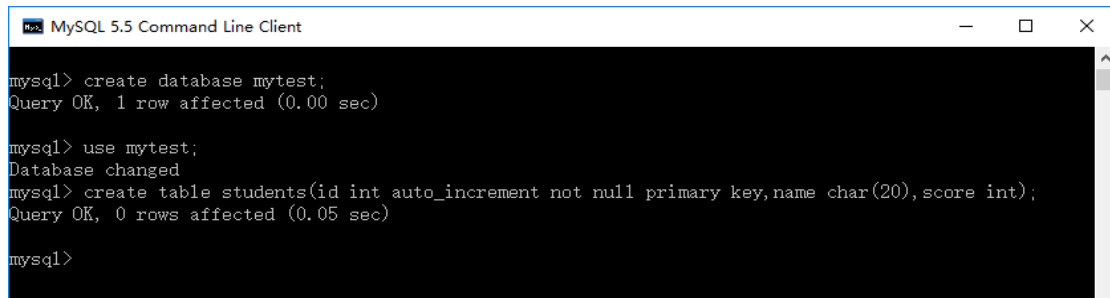 MySQL 5.5 Command Line Client
mysql> create database mytest;
Query OK, 1 row affected (0.00 sec)
mysql> use mytest;
Database changed
mysql> create table students(id int auto_increment not null primary key,name char(20),score int);
Query OK, 0 rows affected (0.05 sec)
mysql>